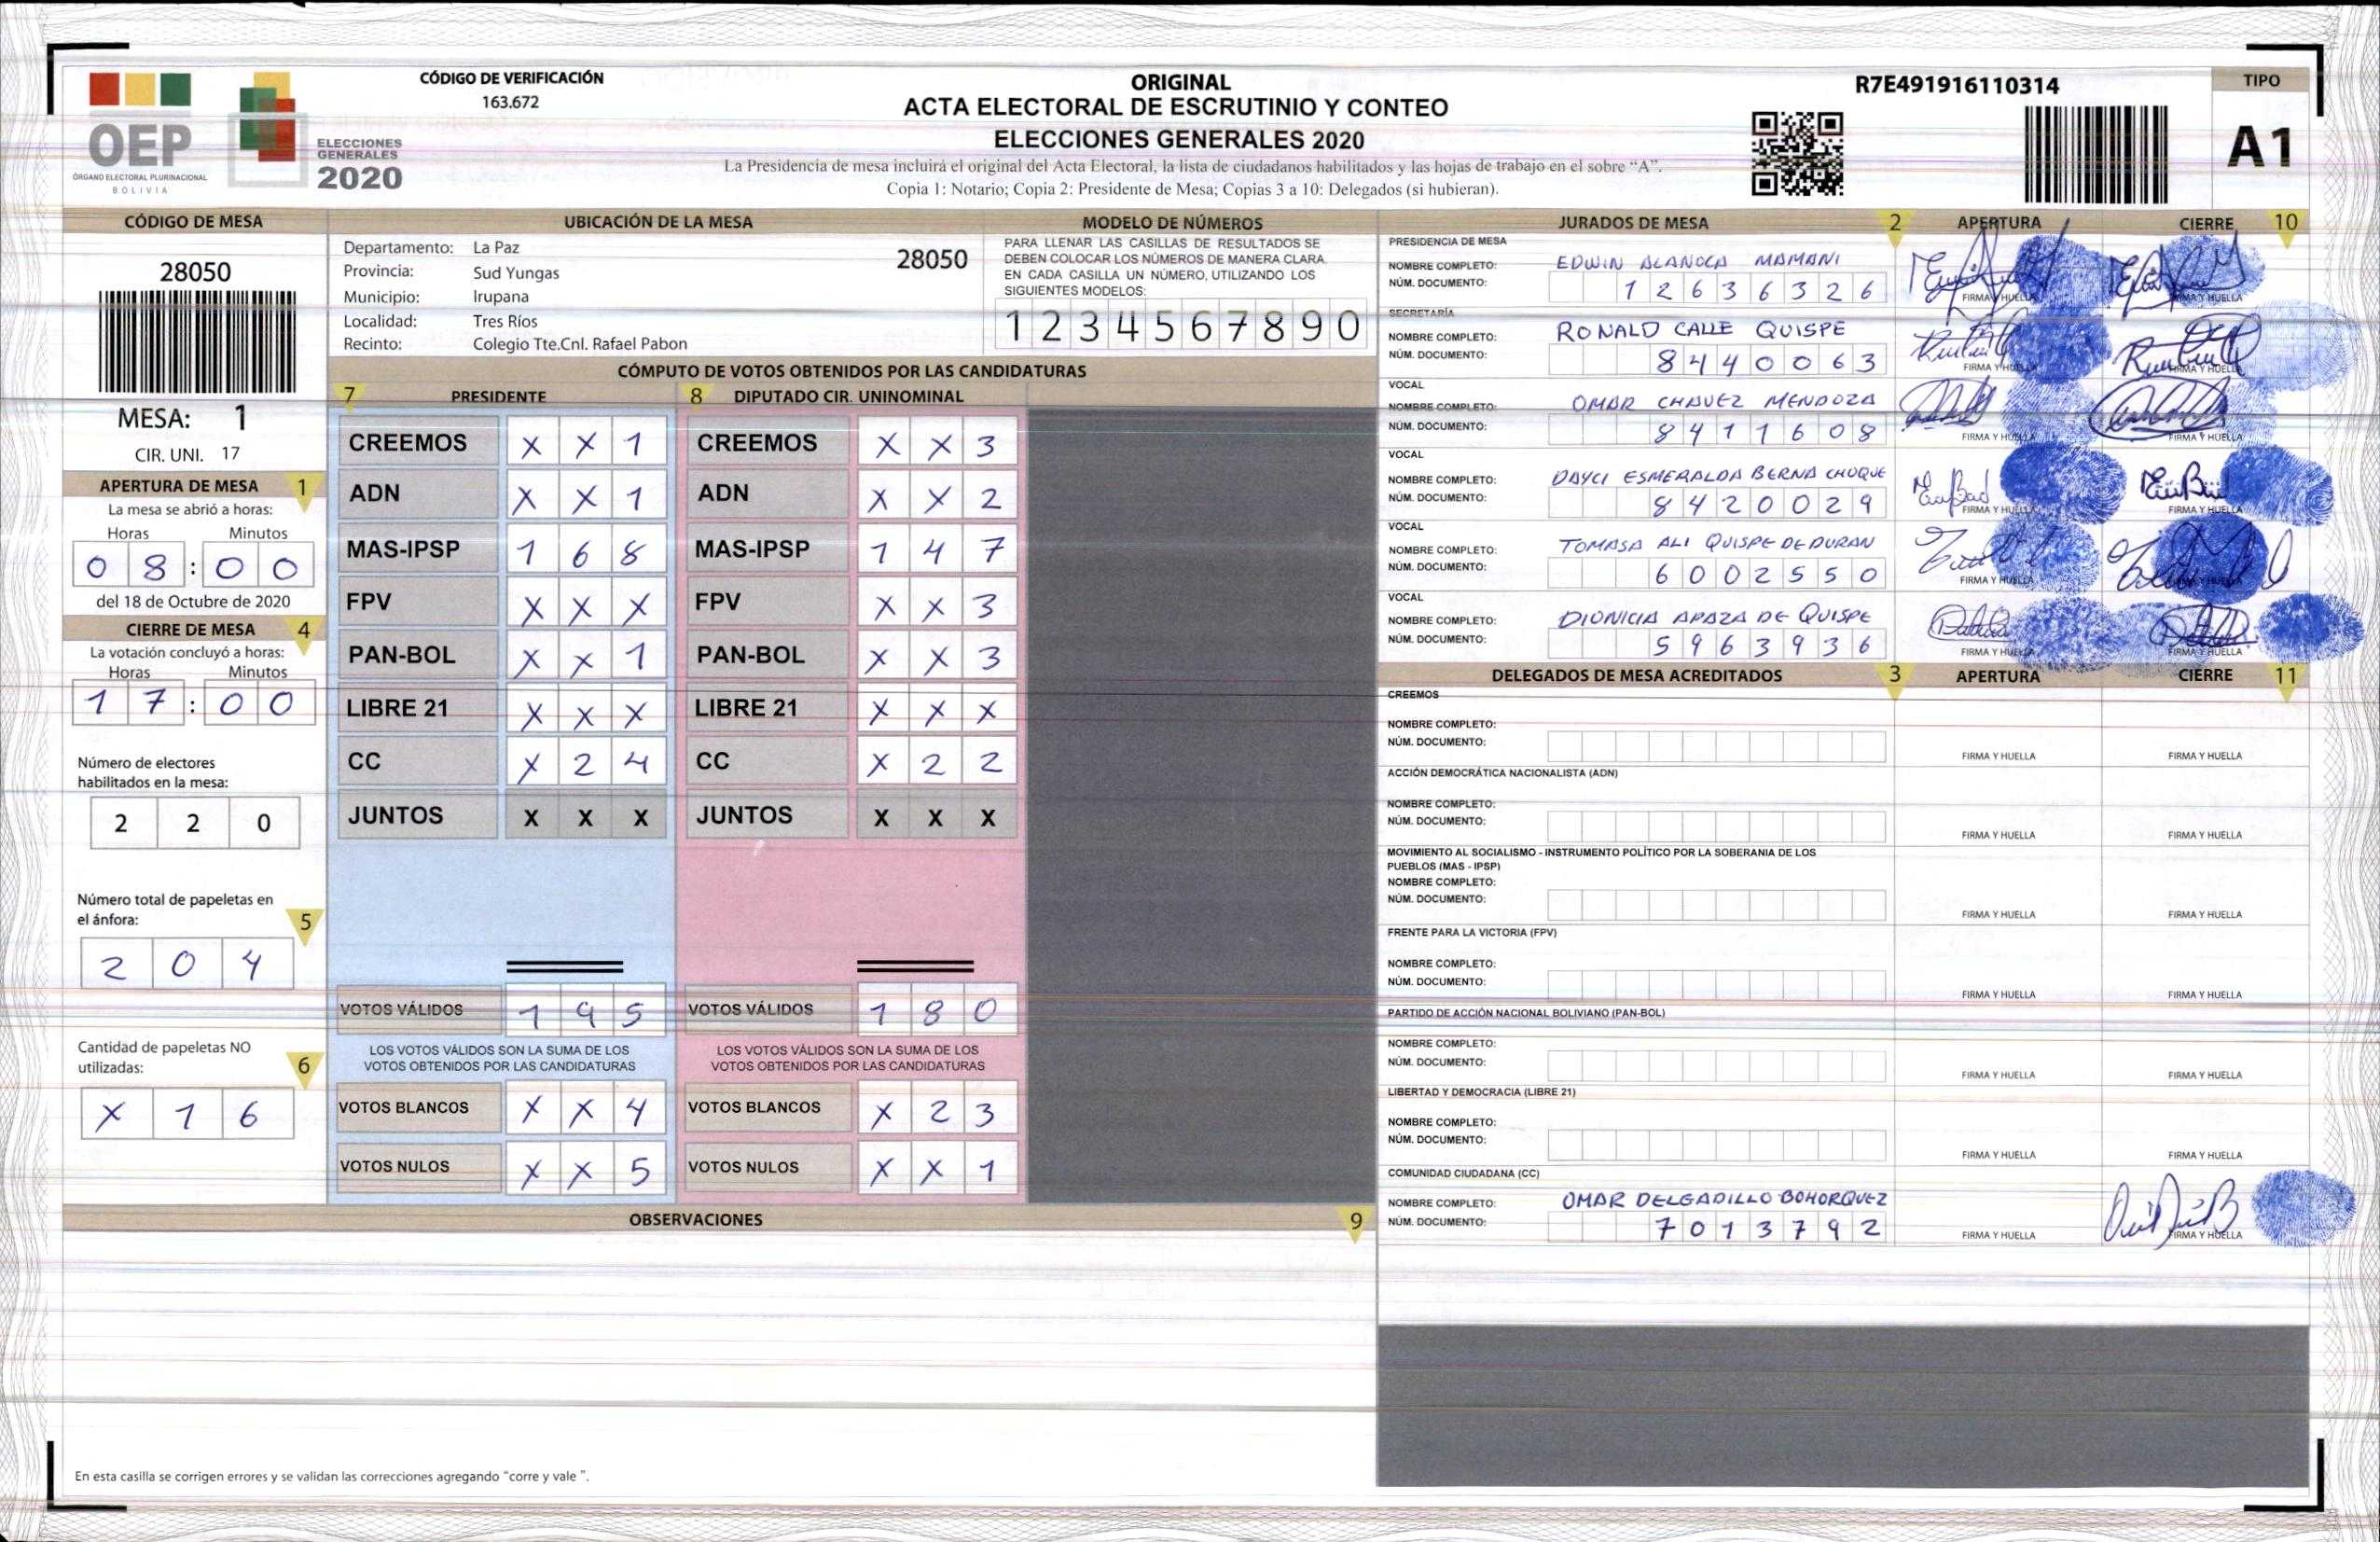 OEP
ÓRGANO ELECTORAL PLURINACIONAL
BOLIVIA
ELECCIONES
GENERALES
2020
CÓDIGO DE VERIFICACIÓN
163.672
ORIGINAL
ACTA ELECTORAL DE ESCRUTINIO Y CONTEO
ELECCIONES GENERALES 2020
La Presidencia de mesa incluirá el original del Acta Electoral, la lista de ciudadanos habilitados y las hojas de trabajo en el sobre “A”.
Copia 1: Notario; Copia 2: Presidente de Mesa; Copias 3 a 10: Delegados (si hubieran).
R7E491916110314
TIPO
A1
CÓDIGO DE MESA
28050
MESA: 1
CIR. UNI. 17
APERTURA DE MESA 1
La mesa se abrió a horas:
Horas Minutos
0 8 : 0 0
del 18 de Octubre de 2020
CIERRE DE MESA 4
La votación concluyó a horas:
Horas Minutos
1 7 : 0 0
Número de electores
habilitados en la mesa:
2 2 0
Número total de papeletas en
el ánfora: 5
2 0 4
Cantidad de papeletas NO
utilizadas: 6
X 1 6
UBICACIÓN DE LA MESA
Departamento: La Paz 28050
Provincia: Sud Yungas
Municipio: Irupana
Localidad: Tres Ríos
Recinto: Colegio Tte.Cnl. Rafael Pabon
MODELO DE NÚMEROS
PARA LLENAR LAS CASILLAS DE RESULTADOS SE
DEBEN COLOCAR LOS NÚMEROS DE MANERA CLARA.
EN CADA CASILLA UN NÚMERO, UTILIZANDO LOS
SIGUIENTES MODELOS:
1 2 3 4 5 6 7 8 9 0
CÓMPUTO DE VOTOS OBTENIDOS POR LAS CANDIDATURAS
7 PRESIDENTE 8 DIPUTADO CIR. UNINOMINAL
CREEMOS X X 1 CREEMOS X X 3
ADN X X 1 ADN X X 2
MAS-IPSP 1 6 8 MAS-IPSP 1 4 7
FPV X X X FPV X X 3
PAN-BOL X X 1 PAN-BOL X X 3
LIBRE 21 X X X LIBRE 21 X X X
CC X 2 4 CC X 2 2
JUNTOS X X X JUNTOS X X X
VOTOS VÁLIDOS 1 9 5 VOTOS VÁLIDOS 1 8 0
LOS VOTOS VÁLIDOS SON LA SUMA DE LOS LOS VOTOS VÁLIDOS SON LA SUMA DE LOS
VOTOS OBTENIDOS POR LAS CANDIDATURAS VOTOS OBTENIDOS POR LAS CANDIDATURAS
VOTOS BLANCOS X X 4 VOTOS BLANCOS X 2 3
VOTOS NULOS X X 5 VOTOS NULOS X X 1
OBSERVACIONES 9
En esta casilla se corrigen errores y se validan las correcciones agregando “corre y vale ”.
JURADOS DE MESA 2 APERTURA CIERRE 10
PRESIDENCIA DE MESA
NOMBRE COMPLETO: EDWIN ALANOCA MAMANI
NÚM. DOCUMENTO: 1 2 6 3 6 3 2 6 FIRMA Y HUELLA FIRMA Y HUELLA
SECRETARÍA
NOMBRE COMPLETO: RONALD CALLE QUISPE
NÚM. DOCUMENTO: 8 4 4 0 0 6 3 FIRMA Y HUELLA FIRMA Y HUELLA
VOCAL
NOMBRE COMPLETO: OMAR CHAVEZ MENDOZA
NÚM. DOCUMENTO: 8 4 1 1 6 0 8 FIRMA Y HUELLA FIRMA Y HUELLA
VOCAL
NOMBRE COMPLETO: DAYCI ESMERALDA BERNA CHOQUE
NÚM. DOCUMENTO: 8 4 2 0 0 2 9 FIRMA Y HUELLA FIRMA Y HUELLA
VOCAL
NOMBRE COMPLETO: TOMASA ALI QUISPE DE DURAN
NÚM. DOCUMENTO: 6 0 0 2 5 5 0 FIRMA Y HUELLA FIRMA Y HUELLA
VOCAL
NOMBRE COMPLETO: DIONICIA APAZA DE QUISPE
NÚM. DOCUMENTO: 5 9 6 3 9 3 6 FIRMA Y HUELLA FIRMA Y HUELLA
DELEGADOS DE MESA ACREDITADOS 3 APERTURA CIERRE 11
CREEMOS
NOMBRE COMPLETO:
NÚM. DOCUMENTO: FIRMA Y HUELLA FIRMA Y HUELLA
ACCIÓN DEMOCRÁTICA NACIONALISTA (ADN)
NOMBRE COMPLETO:
NÚM. DOCUMENTO: FIRMA Y HUELLA FIRMA Y HUELLA
MOVIMIENTO AL SOCIALISMO - INSTRUMENTO POLÍTICO POR LA SOBERANIA DE LOS
PUEBLOS (MAS - IPSP)
NOMBRE COMPLETO:
NÚM. DOCUMENTO: FIRMA Y HUELLA FIRMA Y HUELLA
FRENTE PARA LA VICTORIA (FPV)
NOMBRE COMPLETO:
NÚM. DOCUMENTO: FIRMA Y HUELLA FIRMA Y HUELLA
PARTIDO DE ACCIÓN NACIONAL BOLIVIANO (PAN-BOL)
NOMBRE COMPLETO:
NÚM. DOCUMENTO: FIRMA Y HUELLA FIRMA Y HUELLA
LIBERTAD Y DEMOCRACIA (LIBRE 21)
NOMBRE COMPLETO:
NÚM. DOCUMENTO: FIRMA Y HUELLA FIRMA Y HUELLA
COMUNIDAD CIUDADANA (CC)
NOMBRE COMPLETO: OMAR DELGADILLO BOHORQUEZ
NÚM. DOCUMENTO: 7 0 1 3 7 9 2 FIRMA Y HUELLA FIRMA Y HUELLA